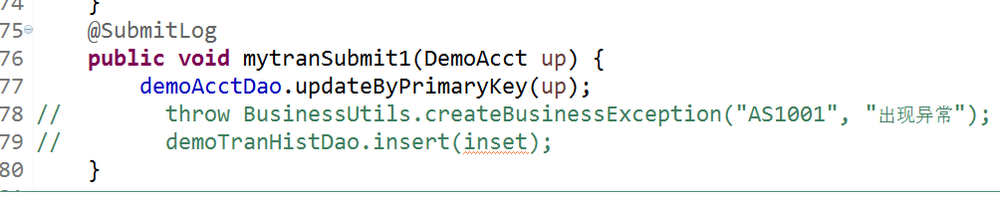 74     }
75     @SubmitLog
76     public void mytranSubmit1(DemoAcct up) {
77         demoAcctDao.updateByPrimaryKey(up);
78 //      throw BusinessUtils.createBusinessException("AS1001", "出现异常");
79 //      demoTranHistDao.insert(inset);
80     }